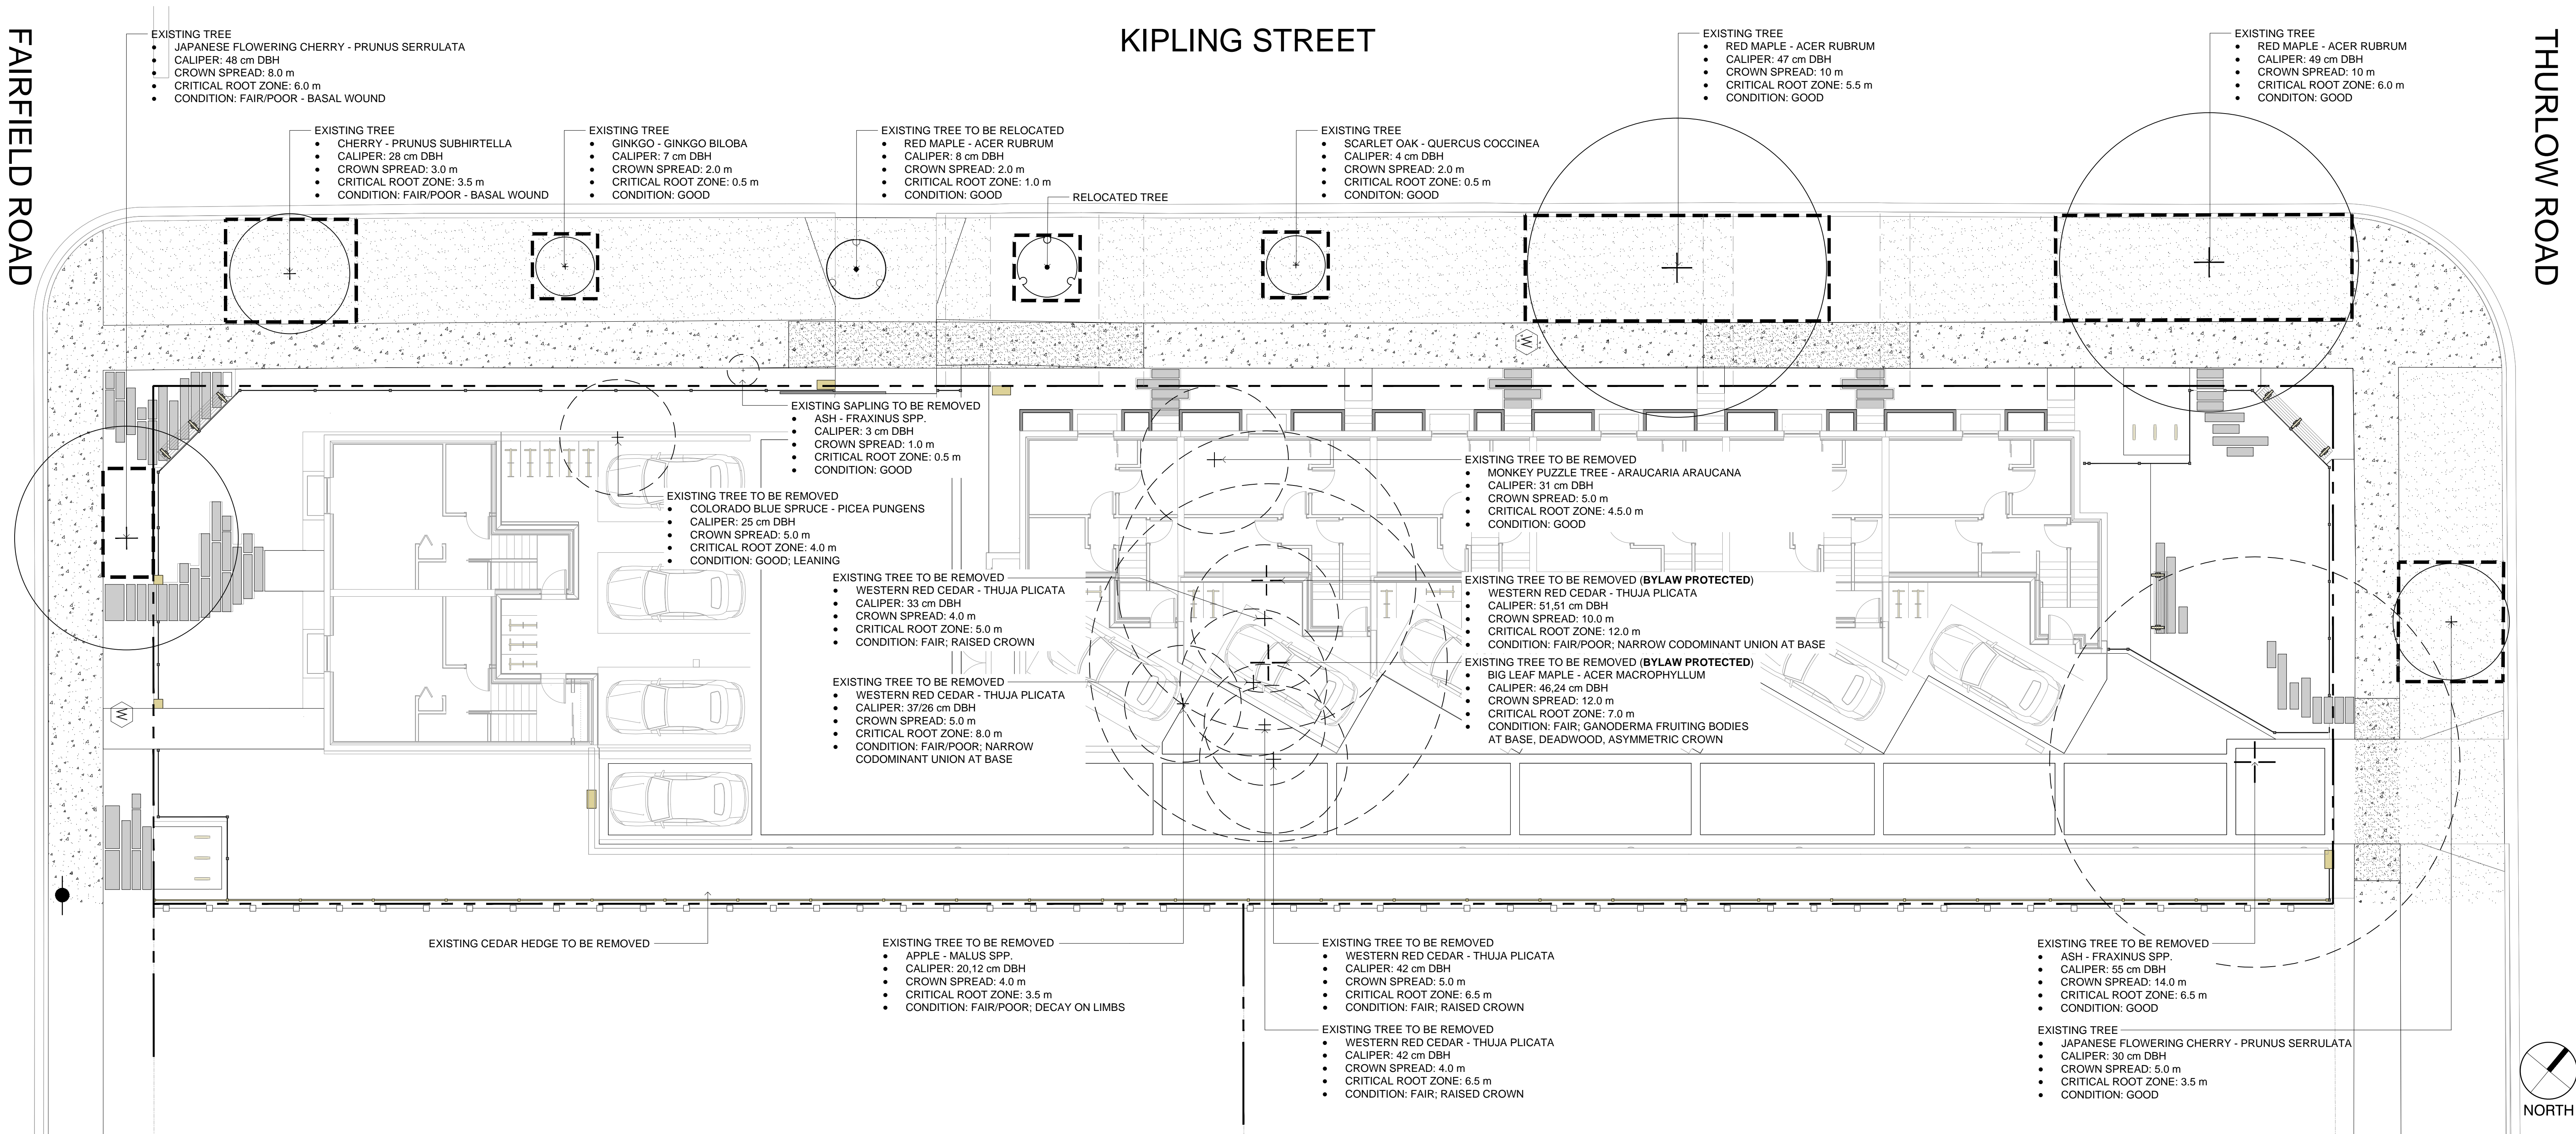 FAIRFIELD ROAD
KIPLING STREET
THURLOW ROAD
EXISTING TREE
• JAPANESE FLOWERING CHERRY - PRUNUS SERRULATA
• CALIPER: 48 cm DBH
• CROWN SPREAD: 8.0 m
• CRITICAL ROOT ZONE: 6.0 m
• CONDITION: FAIR/POOR - BASAL WOUND
EXISTING TREE
• RED MAPLE - ACER RUBRUM
• CALIPER: 47 cm DBH
• CROWN SPREAD: 10 m
• CRITICAL ROOT ZONE: 5.5 m
• CONDITION: GOOD
EXISTING TREE
• RED MAPLE - ACER RUBRUM
• CALIPER: 49 cm DBH
• CROWN SPREAD: 10 m
• CRITICAL ROOT ZONE: 6.0 m
• CONDITON: GOOD
EXISTING TREE
• CHERRY - PRUNUS SUBHIRTELLA
• CALIPER: 28 cm DBH
• CROWN SPREAD: 3.0 m
• CRITICAL ROOT ZONE: 3.5 m
• CONDITION: FAIR/POOR - BASAL WOUND
EXISTING TREE
• GINKGO - GINKGO BILOBA
• CALIPER: 7 cm DBH
• CROWN SPREAD: 2.0 m
• CRITICAL ROOT ZONE: 0.5 m
• CONDITION: GOOD
EXISTING TREE TO BE RELOCATED
• RED MAPLE - ACER RUBRUM
• CALIPER: 8 cm DBH
• CROWN SPREAD: 2.0 m
• CRITICAL ROOT ZONE: 1.0 m
• CONDITION: GOOD
RELOCATED TREE
EXISTING TREE
• SCARLET OAK - QUERCUS COCCINEA
• CALIPER: 4 cm DBH
• CROWN SPREAD: 2.0 m
• CRITICAL ROOT ZONE: 0.5 m
• CONDITON: GOOD
W
EXISTING SAPLING TO BE REMOVED
• ASH - FRAXINUS SPP.
• CALIPER: 3 cm DBH
• CROWN SPREAD: 1.0 m
• CRITICAL ROOT ZONE: 0.5 m
• CONDITION: GOOD
EXISTING TREE TO BE REMOVED
• MONKEY PUZZLE TREE - ARAUCARIA ARAUCANA
• CALIPER: 31 cm DBH
• CROWN SPREAD: 5.0 m
• CRITICAL ROOT ZONE: 4.5.0 m
• CONDITION: GOOD
EXISTING TREE TO BE REMOVED
• COLORADO BLUE SPRUCE - PICEA PUNGENS
• CALIPER: 25 cm DBH
• CROWN SPREAD: 5.0 m
• CRITICAL ROOT ZONE: 4.0 m
• CONDITION: GOOD; LEANING
EXISTING TREE TO BE REMOVED
• WESTERN RED CEDAR - THUJA PLICATA
• CALIPER: 33 cm DBH
• CROWN SPREAD: 4.0 m
• CRITICAL ROOT ZONE: 5.0 m
• CONDITION: FAIR; RAISED CROWN
EXISTING TREE TO BE REMOVED (BYLAW PROTECTED)
• WESTERN RED CEDAR - THUJA PLICATA
• CALIPER: 51,51 cm DBH
• CROWN SPREAD: 10.0 m
• CRITICAL ROOT ZONE: 12.0 m
• CONDITION: FAIR/POOR; NARROW CODOMINANT UNION AT BASE
EXISTING TREE TO BE REMOVED (BYLAW PROTECTED)
• BIG LEAF MAPLE - ACER MACROPHYLLUM
• CALIPER: 46,24 cm DBH
• CROWN SPREAD: 12.0 m
• CRITICAL ROOT ZONE: 7.0 m
• CONDITION: FAIR; GANODERMA FRUITING BODIES
AT BASE, DEADWOOD, ASYMMETRIC CROWN
EXISTING TREE TO BE REMOVED
• WESTERN RED CEDAR - THUJA PLICATA
• CALIPER: 37/26 cm DBH
• CROWN SPREAD: 5.0 m
• CRITICAL ROOT ZONE: 8.0 m
• CONDITION: FAIR/POOR; NARROW
CODOMINANT UNION AT BASE
W
EXISTING CEDAR HEDGE TO BE REMOVED
EXISTING TREE TO BE REMOVED
• APPLE - MALUS SPP.
• CALIPER: 20,12 cm DBH
• CROWN SPREAD: 4.0 m
• CRITICAL ROOT ZONE: 3.5 m
• CONDITION: FAIR/POOR; DECAY ON LIMBS
EXISTING TREE TO BE REMOVED
• WESTERN RED CEDAR - THUJA PLICATA
• CALIPER: 42 cm DBH
• CROWN SPREAD: 5.0 m
• CRITICAL ROOT ZONE: 6.5 m
• CONDITION: FAIR; RAISED CROWN
EXISTING TREE TO BE REMOVED
• WESTERN RED CEDAR - THUJA PLICATA
• CALIPER: 42 cm DBH
• CROWN SPREAD: 4.0 m
• CRITICAL ROOT ZONE: 6.5 m
• CONDITION: FAIR; RAISED CROWN
EXISTING TREE TO BE REMOVED
• ASH - FRAXINUS SPP.
• CALIPER: 55 cm DBH
• CROWN SPREAD: 14.0 m
• CRITICAL ROOT ZONE: 6.5 m
• CONDITION: GOOD
EXISTING TREE
• JAPANESE FLOWERING CHERRY - PRUNUS SERRULATA
• CALIPER: 30 cm DBH
• CROWN SPREAD: 5.0 m
• CRITICAL ROOT ZONE: 3.5 m
• CONDITION: GOOD
NORTH